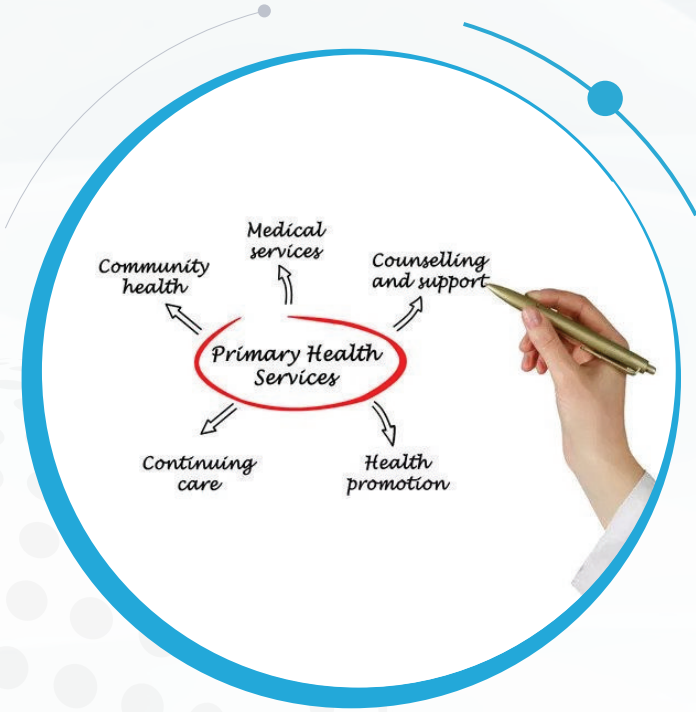 Medical
services
Community
health
Counselling
and support
Primary Health
Services
Continuing
care
Health
promotion